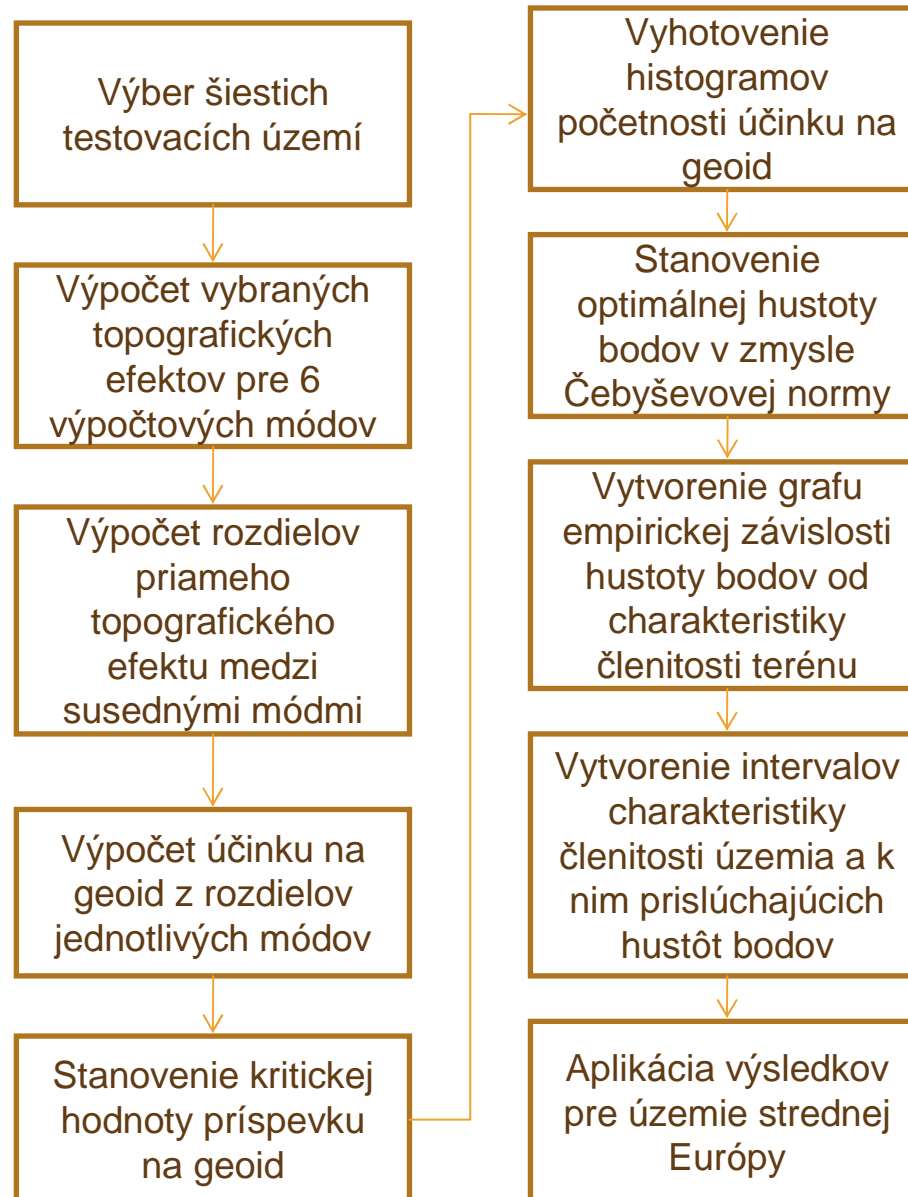 Výber šiestich
testovacích území
Výpočet vybraných
topografických
efektov pre 6
výpočtových módov
Výpočet rozdielov
priameho
topografického
efektu medzi
susednými módmi
Výpočet účinku na
geoid z rozdielov
jednotlivých módov
Stanovenie kritickej
hodnoty príspevku
na geoid
Vyhotovenie
histogramov
početnosti účinku na
geoid
Stanovenie
optimálnej hustoty
bodov v zmysle
Čebyševovej normy
Vytvorenie grafu
empirickej závislosti
hustoty bodov od
charakteristiky
členitosti terénu
Vytvorenie intervalov
charakteristiky
členitosti územia a k
nim prislúchajúcich
hustôt bodov
Aplikácia výsledkov
pre územie strednej
Európy